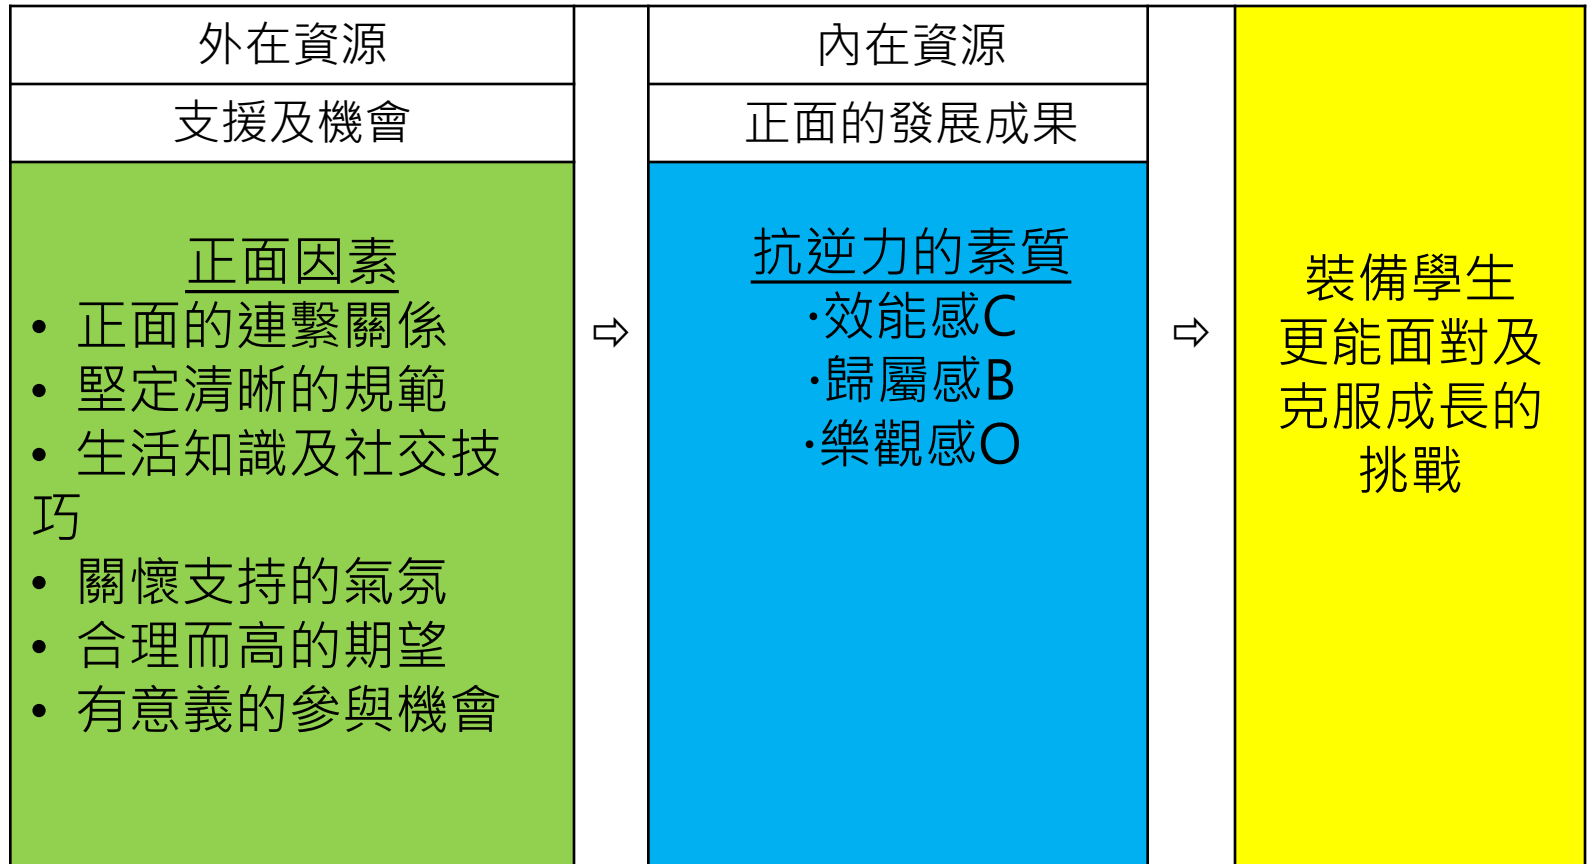 外在資源
支援及機會
正面因素
• 正面的連繫關係
• 堅定清晰的規範
• 生活知識及社交技
巧
• 關懷支持的氣氛
• 合理而高的期望
• 有意義的參與機會
⇨
內在資源
正面的發展成果
抗逆力的素質
·效能感C
·歸屬感B
·樂觀感O
⇨
裝備學生
更能面對及
克服成長的
挑戰